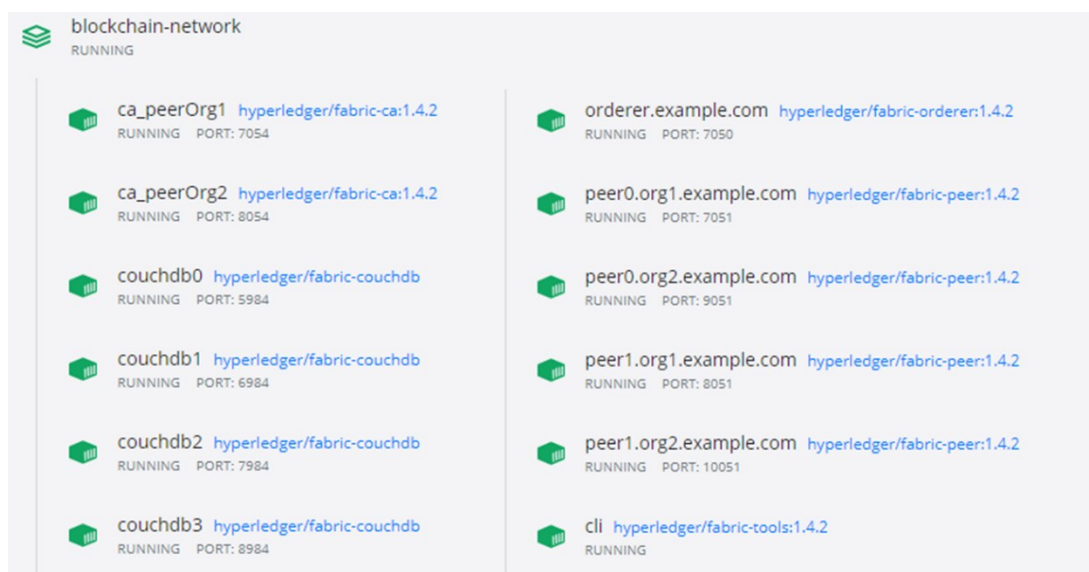 blockchain-network
RUNNING
ca_peerOrg1 hyperledger/fabric-ca:1.4.2
RUNNING PORT: 7054
ca_peerOrg2 hyperledger/fabric-ca:1.4.2
RUNNING PORT: 8054
couchdb0 hyperledger/fabric-couchdb
RUNNING PORT: 5984
couchdb1 hyperledger/fabric-couchdb
RUNNING PORT: 6984
couchdb2 hyperledger/fabric-couchdb
RUNNING PORT: 7984
couchdb3 hyperledger/fabric-couchdb
RUNNING PORT: 8984
orderer.example.com hyperledger/fabric-orderer:1.4.2
RUNNING PORT: 7050
peer0.org1.example.com hyperledger/fabric-peer:1.4.2
RUNNING PORT: 7051
peer0.org2.example.com hyperledger/fabric-peer:1.4.2
RUNNING PORT: 9051
peer1.org1.example.com hyperledger/fabric-peer:1.4.2
RUNNING PORT: 8051
peer1.org2.example.com hyperledger/fabric-peer:1.4.2
RUNNING PORT: 10051
cli hyperledger/fabric-tools:1.4.2
RUNNING